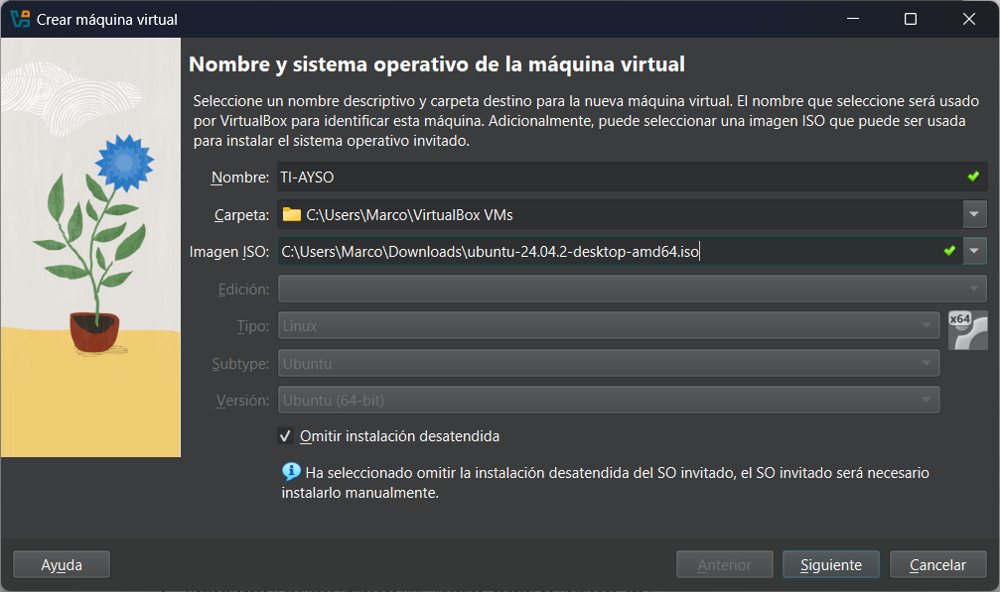 Crear máquina virtual
Nombre y sistema operativo de la máquina virtual
Seleccione un nombre descriptivo y carpeta destino para la nueva máquina virtual. El nombre que seleccione será usado
por VirtualBox para identificar esta máquina. Adicionalmente, puede seleccionar una imagen ISO que puede ser usada
para instalar el sistema operativo invitado.
Nombre: TI-AYSO
Carpeta: C:\Users\Marco\VirtualBox VMs
Imagen ISO: C:\Users\Marco\Downloads\ubuntu-24.04.2-desktop-amd64.iso
Edición:
Tipo: Linux
x64
Subtype: Ubuntu
Versión: Ubuntu (64-bit)
Omitir instalación desatendida
Ha seleccionado omitir la instalación desatendida del SO invitado, el SO invitado será necesario
instalarlo manualmente.
Ayuda Anterior Siguiente Cancelar